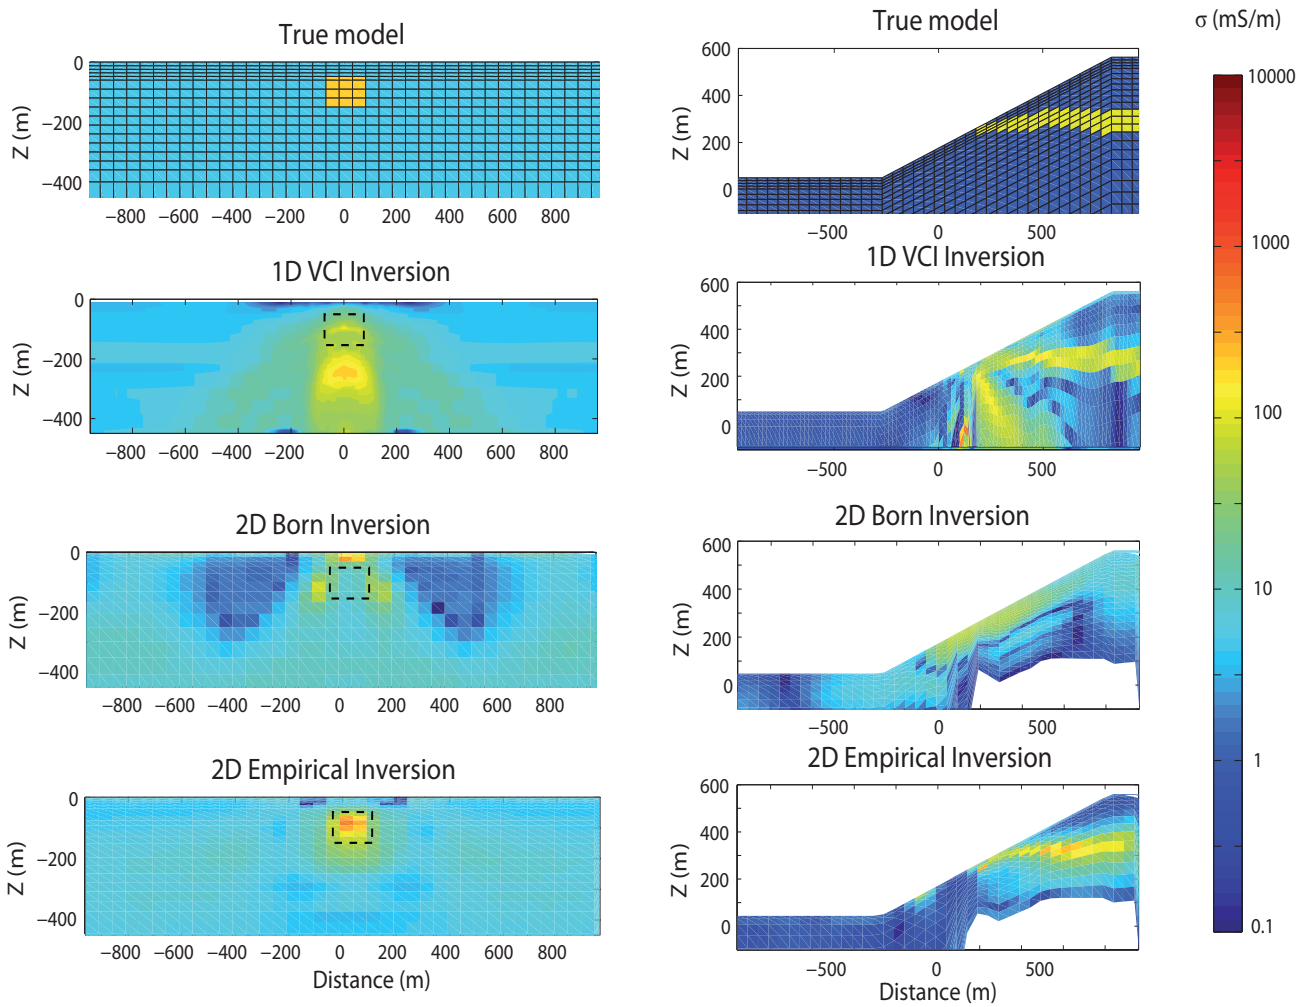 True model
0
−200
−400
Z (m)
−800 −600 −400 −200 0 200 400 600 800
1D VCI Inversion
0
−200
−400
Z (m)
−800 −600 −400 −200 0 200 400 600 800
2D Born Inversion
0
−200
−400
Z (m)
−800 −600 −400 −200 0 200 400 600 800
2D Empirical Inversion
0
−200
−400
Z (m)
−800 −600 −400 −200 0 200 400 600 800
Distance (m)
True model
600
400
200
0
Z (m)
−500 0 500
1D VCI Inversion
600
400
200
0
Z (m)
−500 0 500
2D Born Inversion
600
400
200
0
Z (m)
−500 0 500
2D Empirical Inversion
600
400
200
0
Z (m)
−500 0 500
Distance (m)
σ (mS/m)
10000
1000
100
10
1
0.1